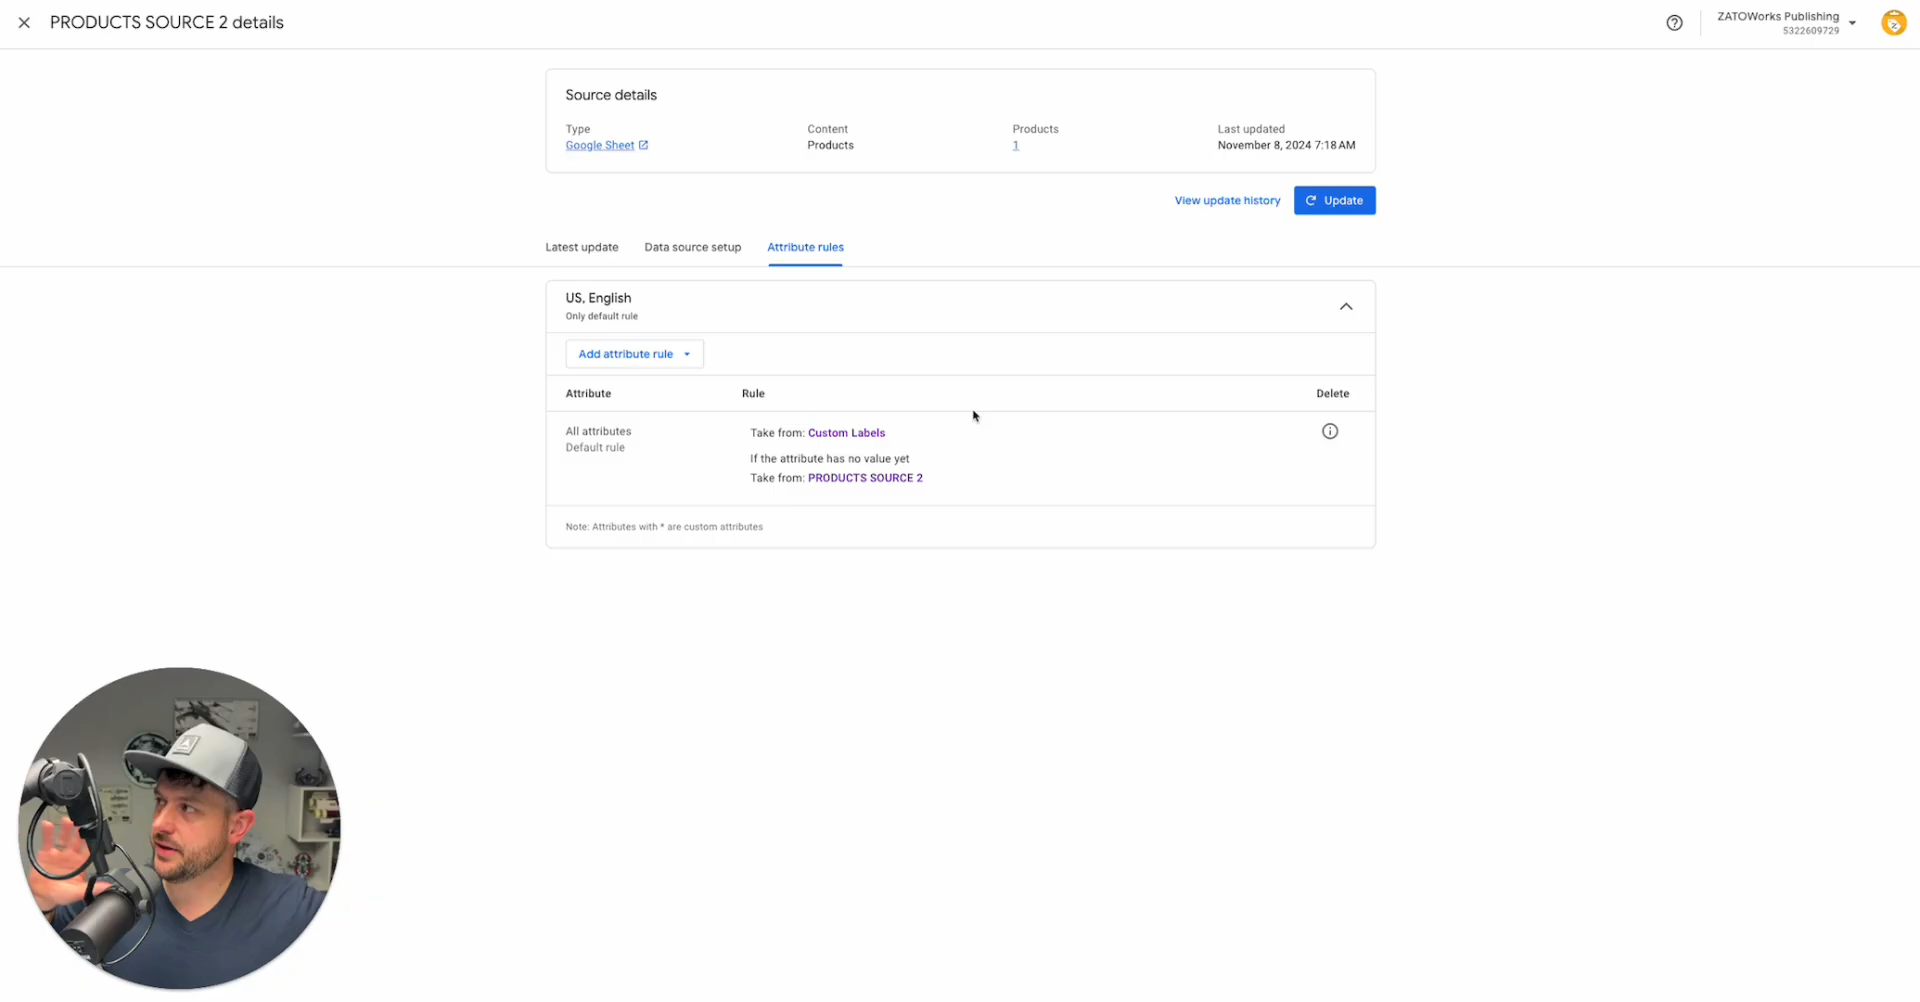 PRODUCTS SOURCE 2 details
ZATOWorks Publishing
5322609729
Source details
Type
Content
Products
Last updated
Google Sheet
Products
1
November 8, 2024 7:18 AM
View update history
Update
Latest update
Data source setup
Attribute rules
US, English
Only default rule
Add attribute rule
Attribute
Rule
Delete
All attributes
Default rule
Take from: Custom Labels
If the attribute has no value yet
Take from: PRODUCTS SOURCE 2
Note: Attributes with * are custom attributes